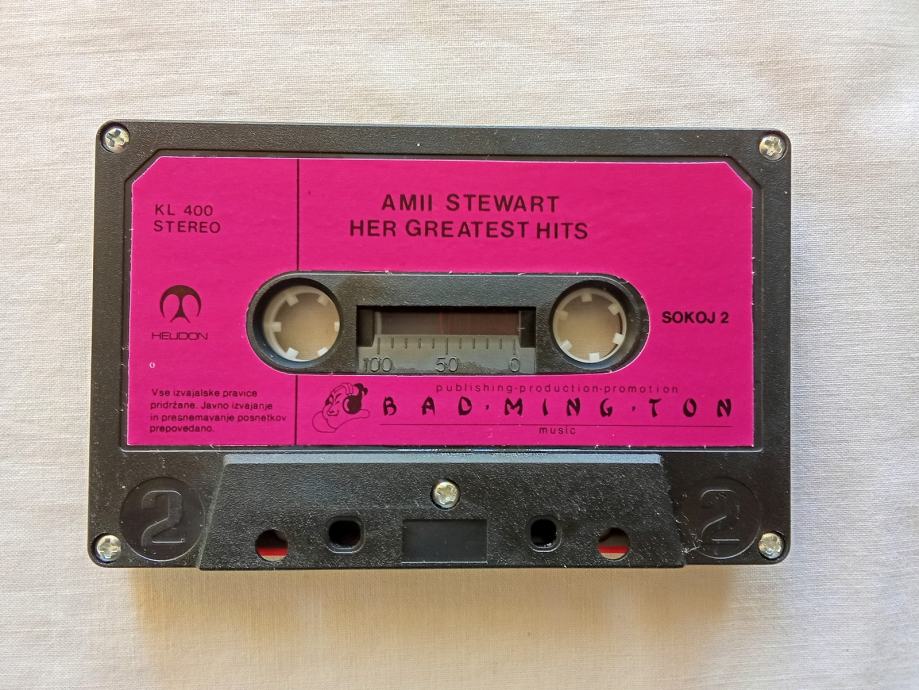 AMII STEWART
HER GREATEST HITS
KL 400
STEREO
HELIDON
SOKOJ 2
100 50 0
Vse izvajalske pravice
pridržane. Javno izvajanje
in presnemavanje posnetkov
prepovedano.
publishing-production-promotion
BAD·MING·TON
music
2
2